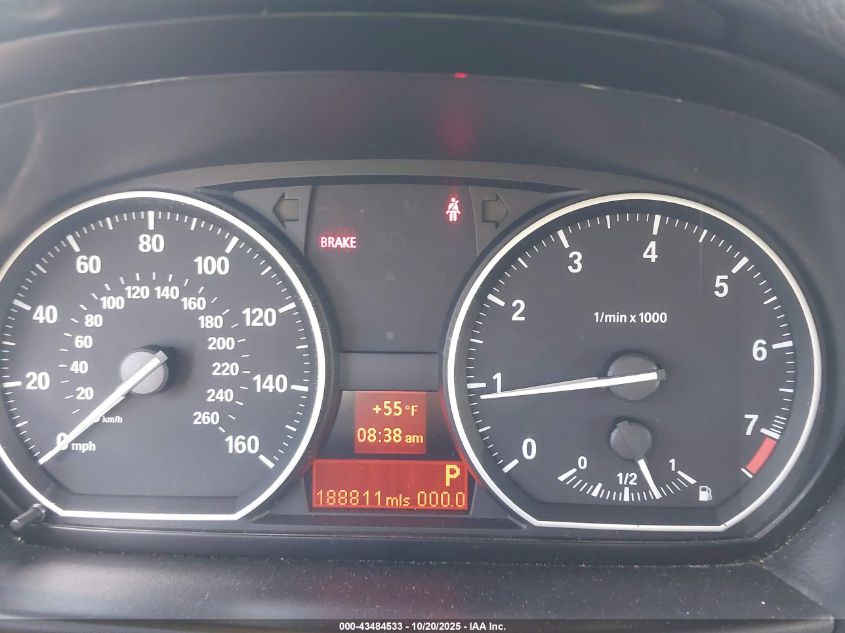 20 40 60 80 100 120 140 160
0 mph
20 40 60 80 100 120 140 160 180 200 220 240 260
km/h
BRAKE
+55°F
08:38 am
P
188811 mls 000.0
0 1 2 3 4 5 6 7
1/min x 1000
0 1/2 1
000-43484533 - 10/20/2025 - IAA Inc.